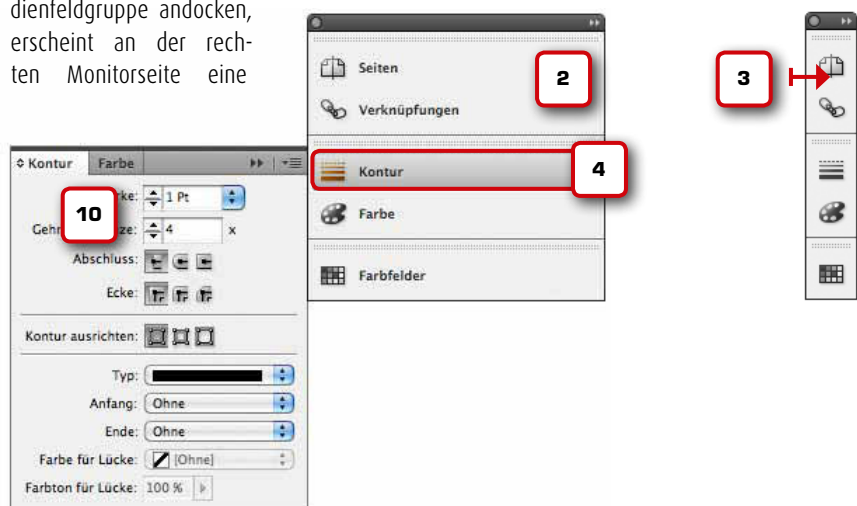 dienfeldgruppe andocken,
erscheint an der rech-
ten Monitorseite eine
2
Seiten
Verknüpfungen
4
Kontur
Farbe
Farbfelder
3
Kontur Farbe
10
rke: 1 Pt
Gehr ze: 4 x
Abschluss:
Ecke:
Kontur ausrichten:
Typ:
Anfang: Ohne
Ende: Ohne
Farbe für Lücke: [Ohne]
Farbton für Lücke: 100 %